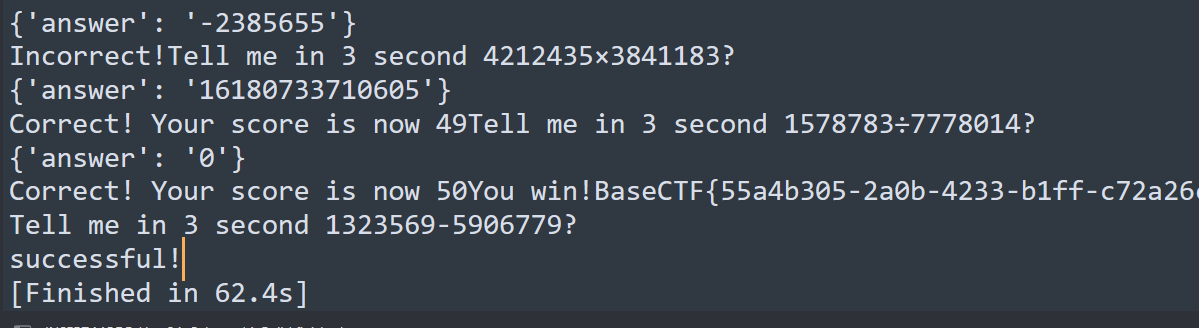 {'answer': '-2385655'}
Incorrect!Tell me in 3 second 4212435×3841183?
{'answer': '16180733710605'}
Correct! Your score is now 49Tell me in 3 second 1578783÷7778014?
{'answer': '0'}
Correct! Your score is now 50You win!BaseCTF{55a4b305-2a0b-4233-b1ff-c72a26
Tell me in 3 second 1323569-5906779?
successful!
[Finished in 62.4s]